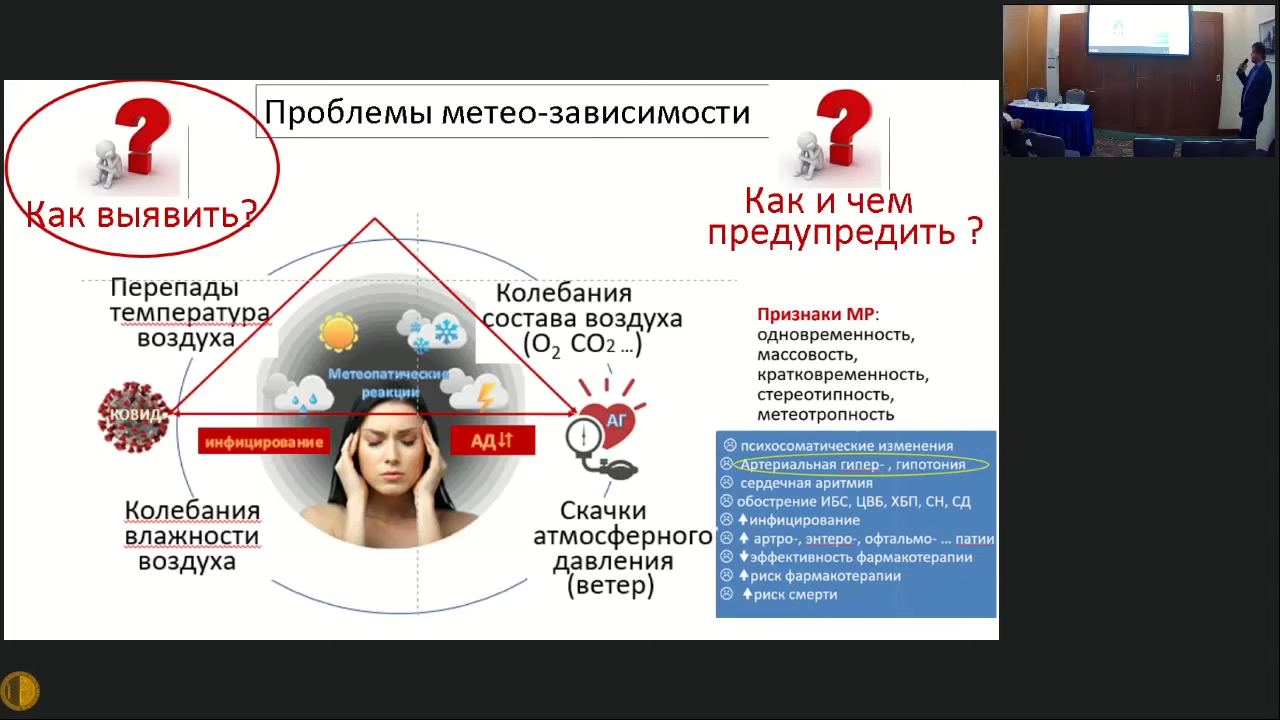 Проблемы метео-зависимости
Как выявить?
Как и чем
предупредить ?
Перепады
температура
воздуха
Колебания
состава воздуха
(O2 CO2 ...)
Метеопатические
реакции
КОВИД
АГ
инфицирование
АД⇅
Колебания
влажности
воздуха
Скачки
атмосферного
давления
(ветер)
Признаки МР:
одновременность,
массовость,
кратковременность,
стереотипность,
метеотропность
☹ психосоматические изменения
☹ Артериальная гипер- , гипотония
☹ сердечная аритмия
☹ обострение ИБС, ЦВБ, ХБП, СН, СД
☹ ↑инфицирование
☹ ↑ артро-, энтеро-, офтальмо- ... патии
☹ ↓эффективность фармакотерапии
☹ ↑риск фармакотерапии
☹ ↑риск смерти